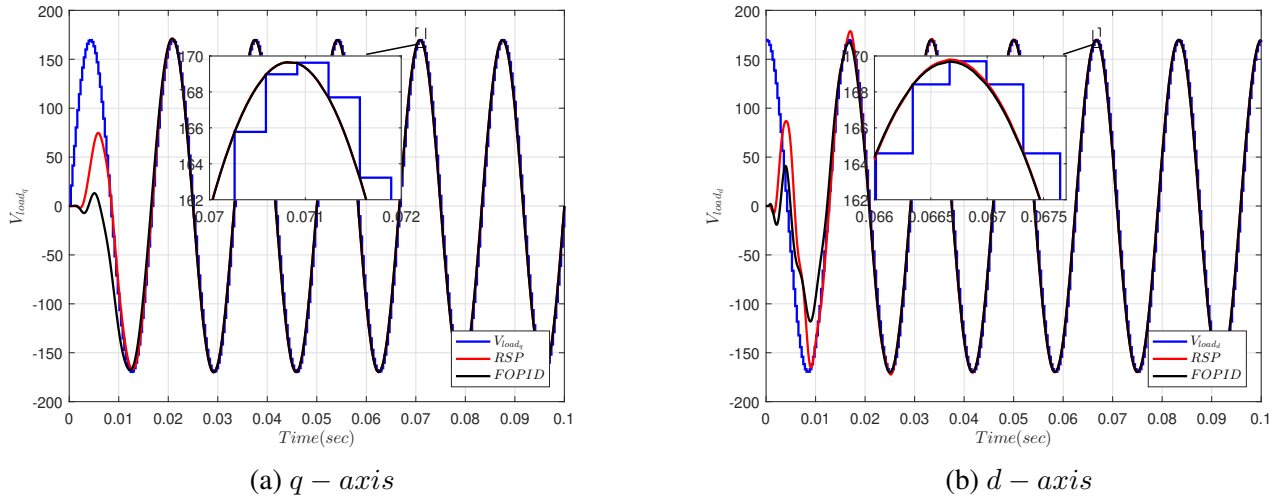 200
150
100
50
0
-50
-100
-150
-200
V_{load_q}
170
168
166
164
162
0.07
0.071
0.072
V_{load_q}
RSP
FOPID
0 0.01 0.02 0.03 0.04 0.05 0.06 0.07 0.08 0.09 0.1
Time(sec)
(a) q - axis
200
150
100
50
0
-50
-100
-150
-200
V_{load_d}
170
168
166
164
162
0.066 0.0665 0.067 0.0675
V_{load_d}
RSP
FOPID
0 0.01 0.02 0.03 0.04 0.05 0.06 0.07 0.08 0.09 0.1
Time(sec)
(b) d - axis